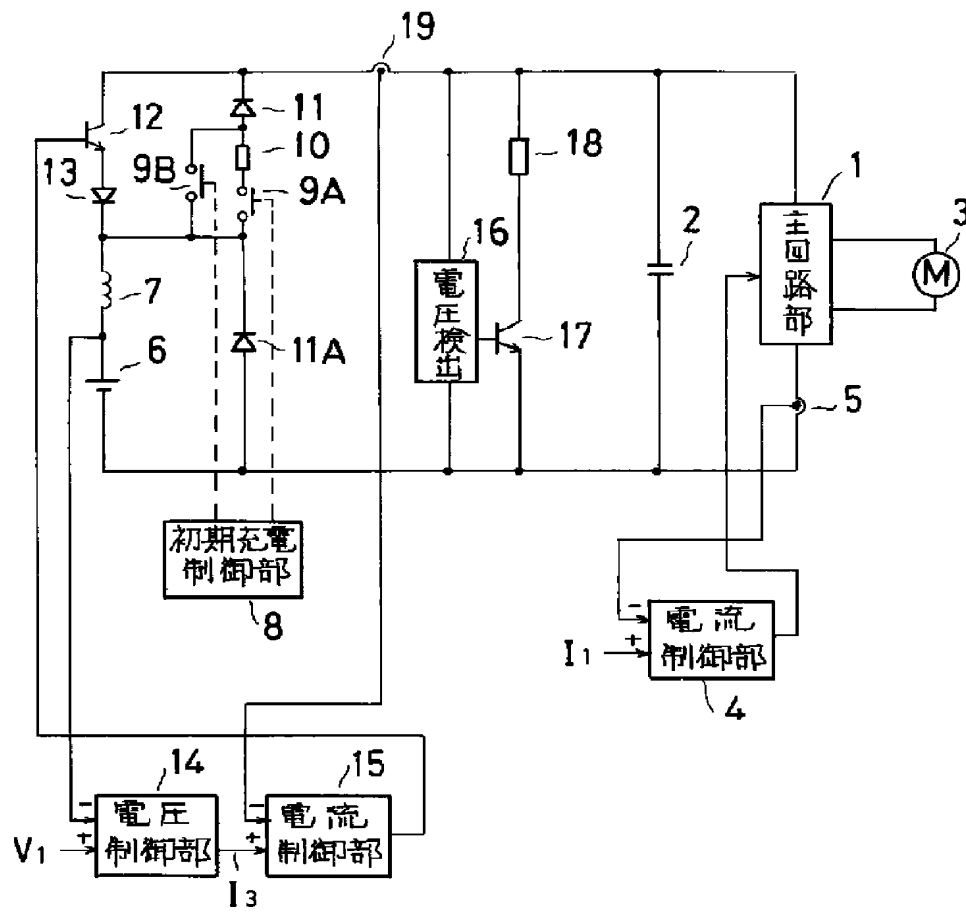 19
12
11
10
9B
9A
13
18
1
16
主回路部
3
2
M
7
電圧検出
17
6
11A
5
初期充電
制御部
8
-
電流
+
I1
制御部
4
14
15
-
電圧
-
電流
V1
+
制御部
+
制御部
I3